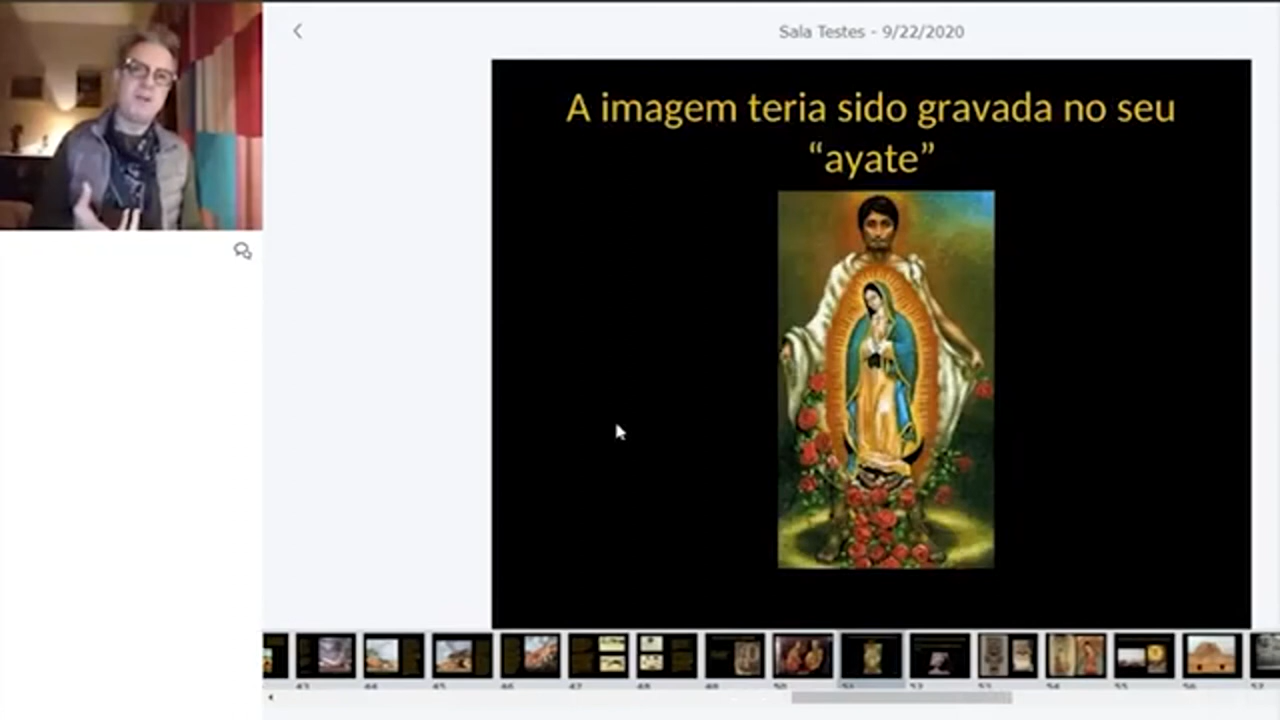 Sala Testes - 9/22/2020
A imagem teria sido gravada no seu
“ayate”